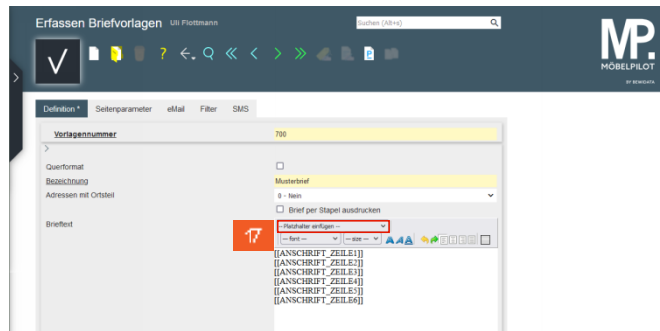 Erfassen Briefvorlagen Uli Flottmann
Suchen (Alt+s)
MP.
MÖBELPILOT
BY BEWIDATA
Definition * Seitenparameter eMail Filter SMS
Vorlagennummer 700
Querformat
Bezeichnung Musterbrief
Adressen mit Ortsteil 0 - Nein
Brief per Stapel ausdrucken
Brieftext
17
-- Platzhalter einfügen --
-- font -- -- size --
[[ANSCHRIFT_ZEILE1]]
[[ANSCHRIFT_ZEILE2]]
[[ANSCHRIFT_ZEILE3]]
[[ANSCHRIFT_ZEILE4]]
[[ANSCHRIFT_ZEILE5]]
[[ANSCHRIFT_ZEILE6]]